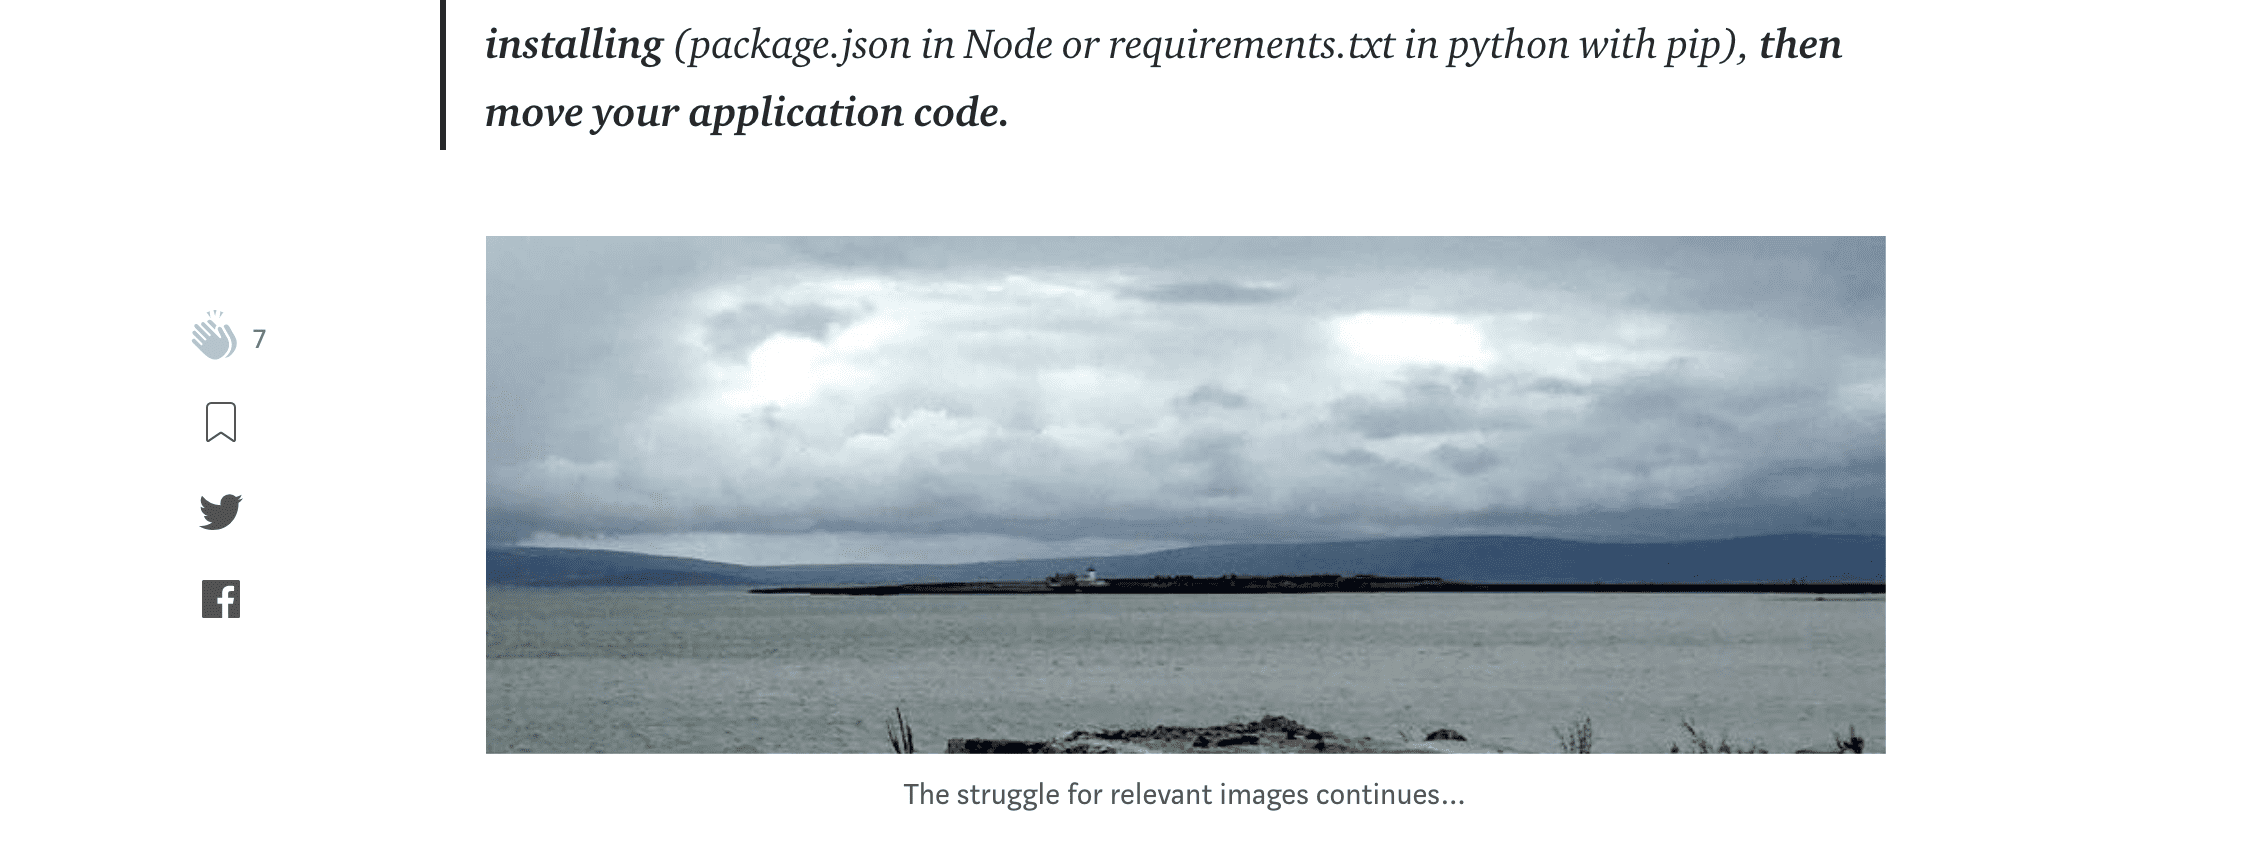 installing (package.json in Node or requirements.txt in python with pip), then
move your application code.
7
The struggle for relevant images continues...